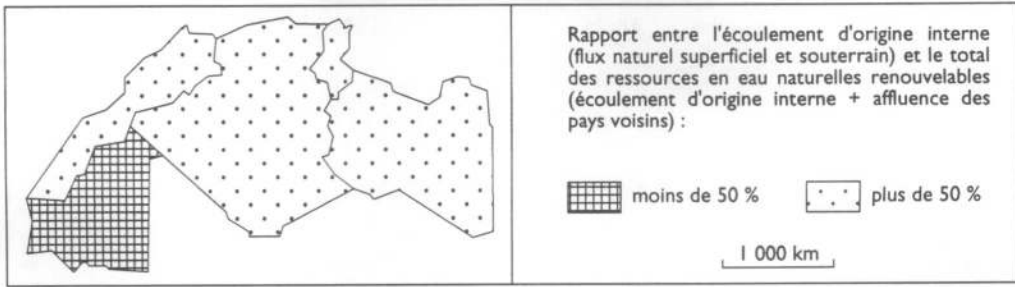 Rapport entre l'écoulement d'origine interne
(flux naturel superficiel et souterrain) et le total
des ressources en eau naturelles renouvelables
(écoulement d'origine interne + affluence des
pays voisins) :
moins de 50 %
plus de 50 %
1 000 km